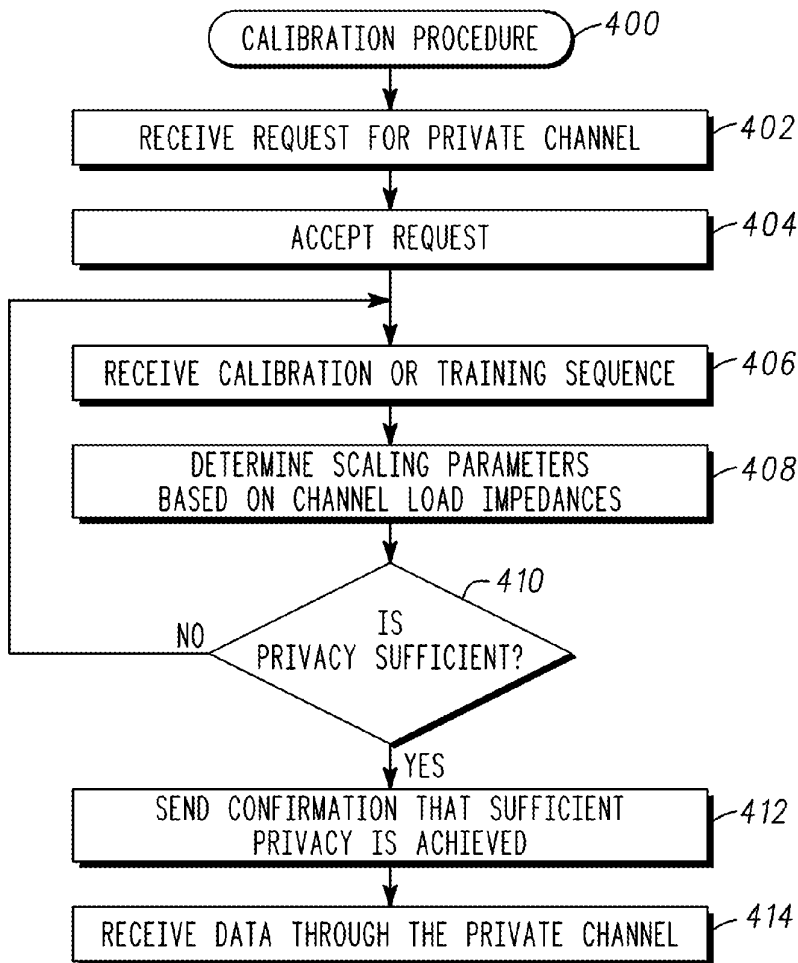 CALIBRATION PROCEDURE
400
RECEIVE REQUEST FOR PRIVATE CHANNEL
402
ACCEPT REQUEST
404
RECEIVE CALIBRATION OR TRAINING SEQUENCE
406
DETERMINE SCALING PARAMETERS
BASED ON CHANNEL LOAD IMPEDANCES
408
410
IS
PRIVACY SUFFICIENT?
NO
YES
SEND CONFIRMATION THAT SUFFICIENT
PRIVACY IS ACHIEVED
412
RECEIVE DATA THROUGH THE PRIVATE CHANNEL
414